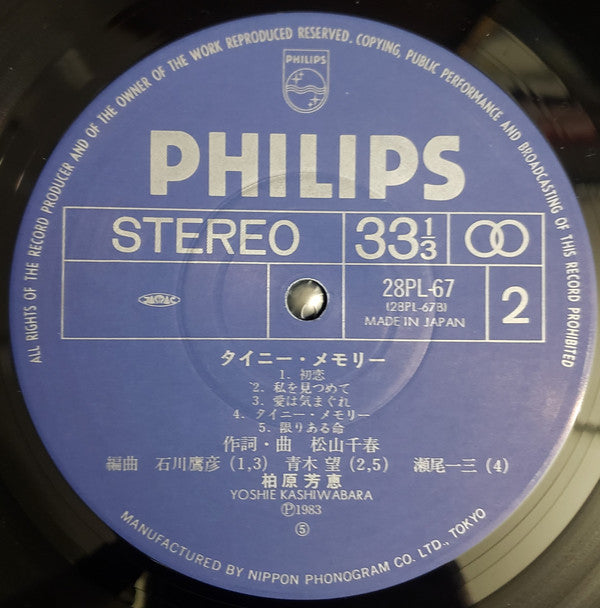 ALL RIGHTS OF THE RECORD PRODUCER AND OF THE OWNER OF THE WORK REPRODUCED RESERVED. COPYING, PUBLIC PERFORMANCE AND BROADCASTING OF THIS RECORD PROHIBITED
PHILIPS
PHILIPS
STEREO
33 1/3
JASRAC
28PL-67
(28PL-67B)
MADE IN JAPAN
2
タイニー・メモリー
1. 初恋
2. 私を見つめて
3. 愛は気まぐれ
4. タイニー・メモリー
5. 限りある命
作詞・曲 松山千春
編曲 石川鷹彦(1,3) 青木 望(2,5) 瀬尾一三(4)
柏原芳恵
YOSHIE KASHIWABARA
Ⓟ1983
⑤
MANUFACTURED BY NIPPON PHONOGRAM CO. LTD., TOKYO